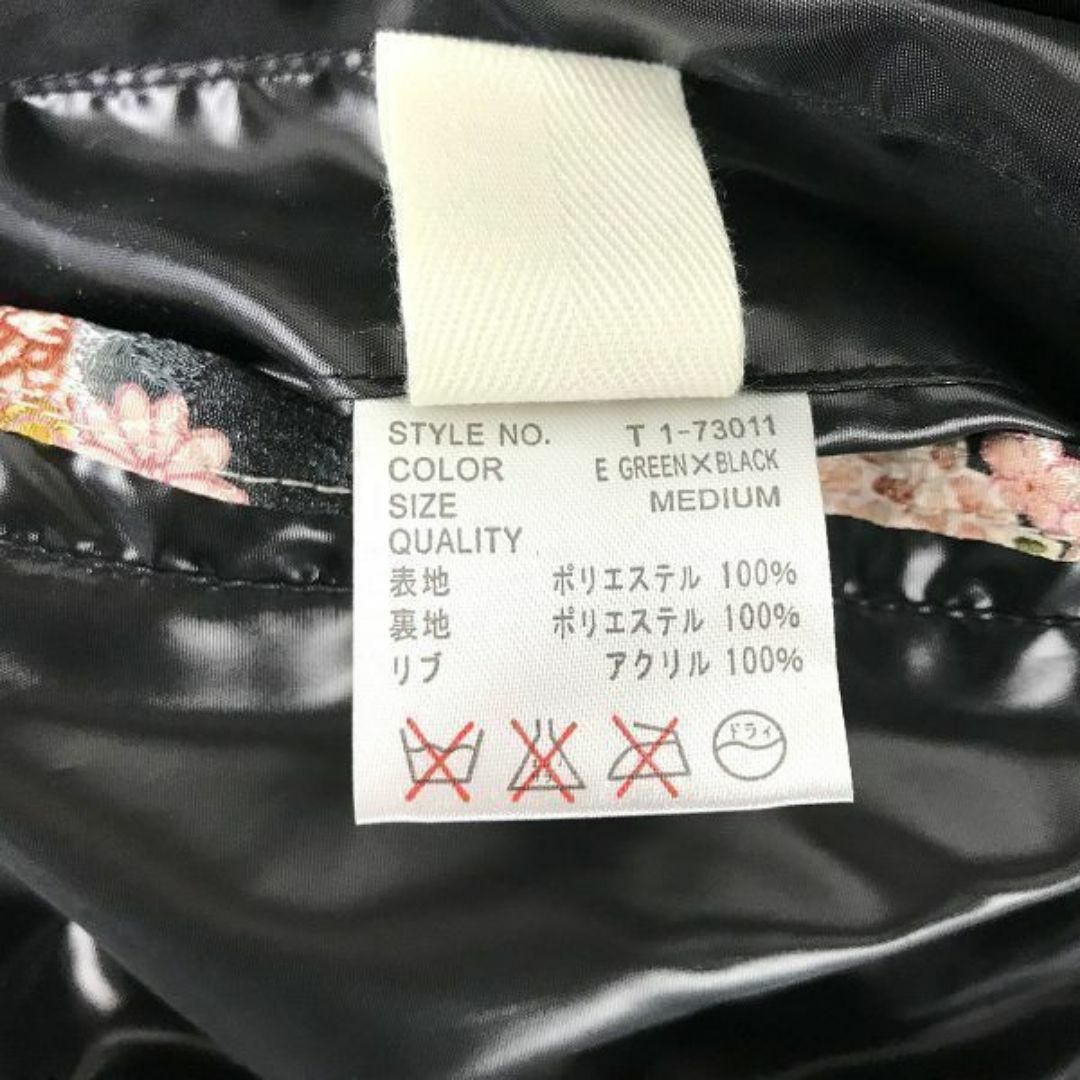 STYLE NO. T 1-73011
COLOR E GREEN×BLACK
SIZE MEDIUM
QUALITY
表地 ポリエステル 100%
裏地 ポリエステル 100%
リブ アクリル 100%
ドライ